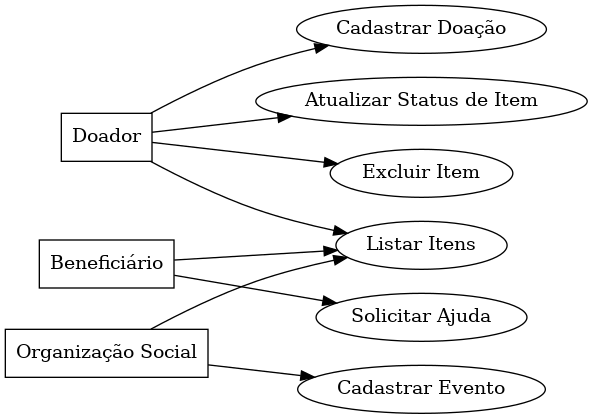 Cadastrar Doação
Atualizar Status de Item
Doador
Excluir Item
Listar Itens
Beneficiário
Solicitar Ajuda
Organização Social
Cadastrar Evento